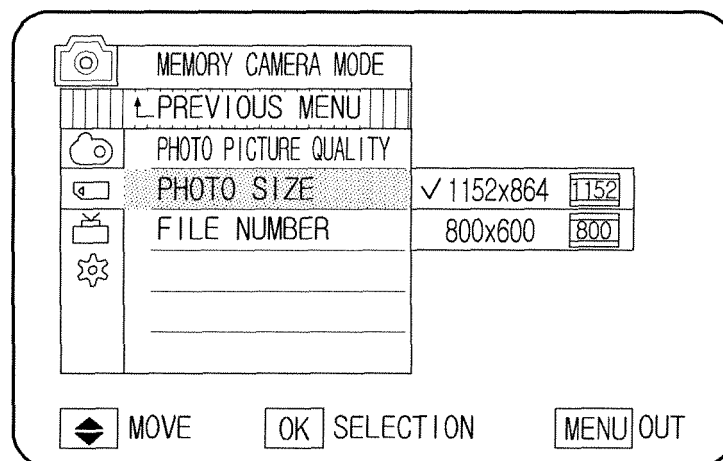 MEMORY CAMERA MODE
PREVIOUS MENU
PHOTO PICTURE QUALITY
PHOTO SIZE ✓ 1152x864 1152
FILE NUMBER 800x600 800
MOVE OK SELECTION MENU OUT